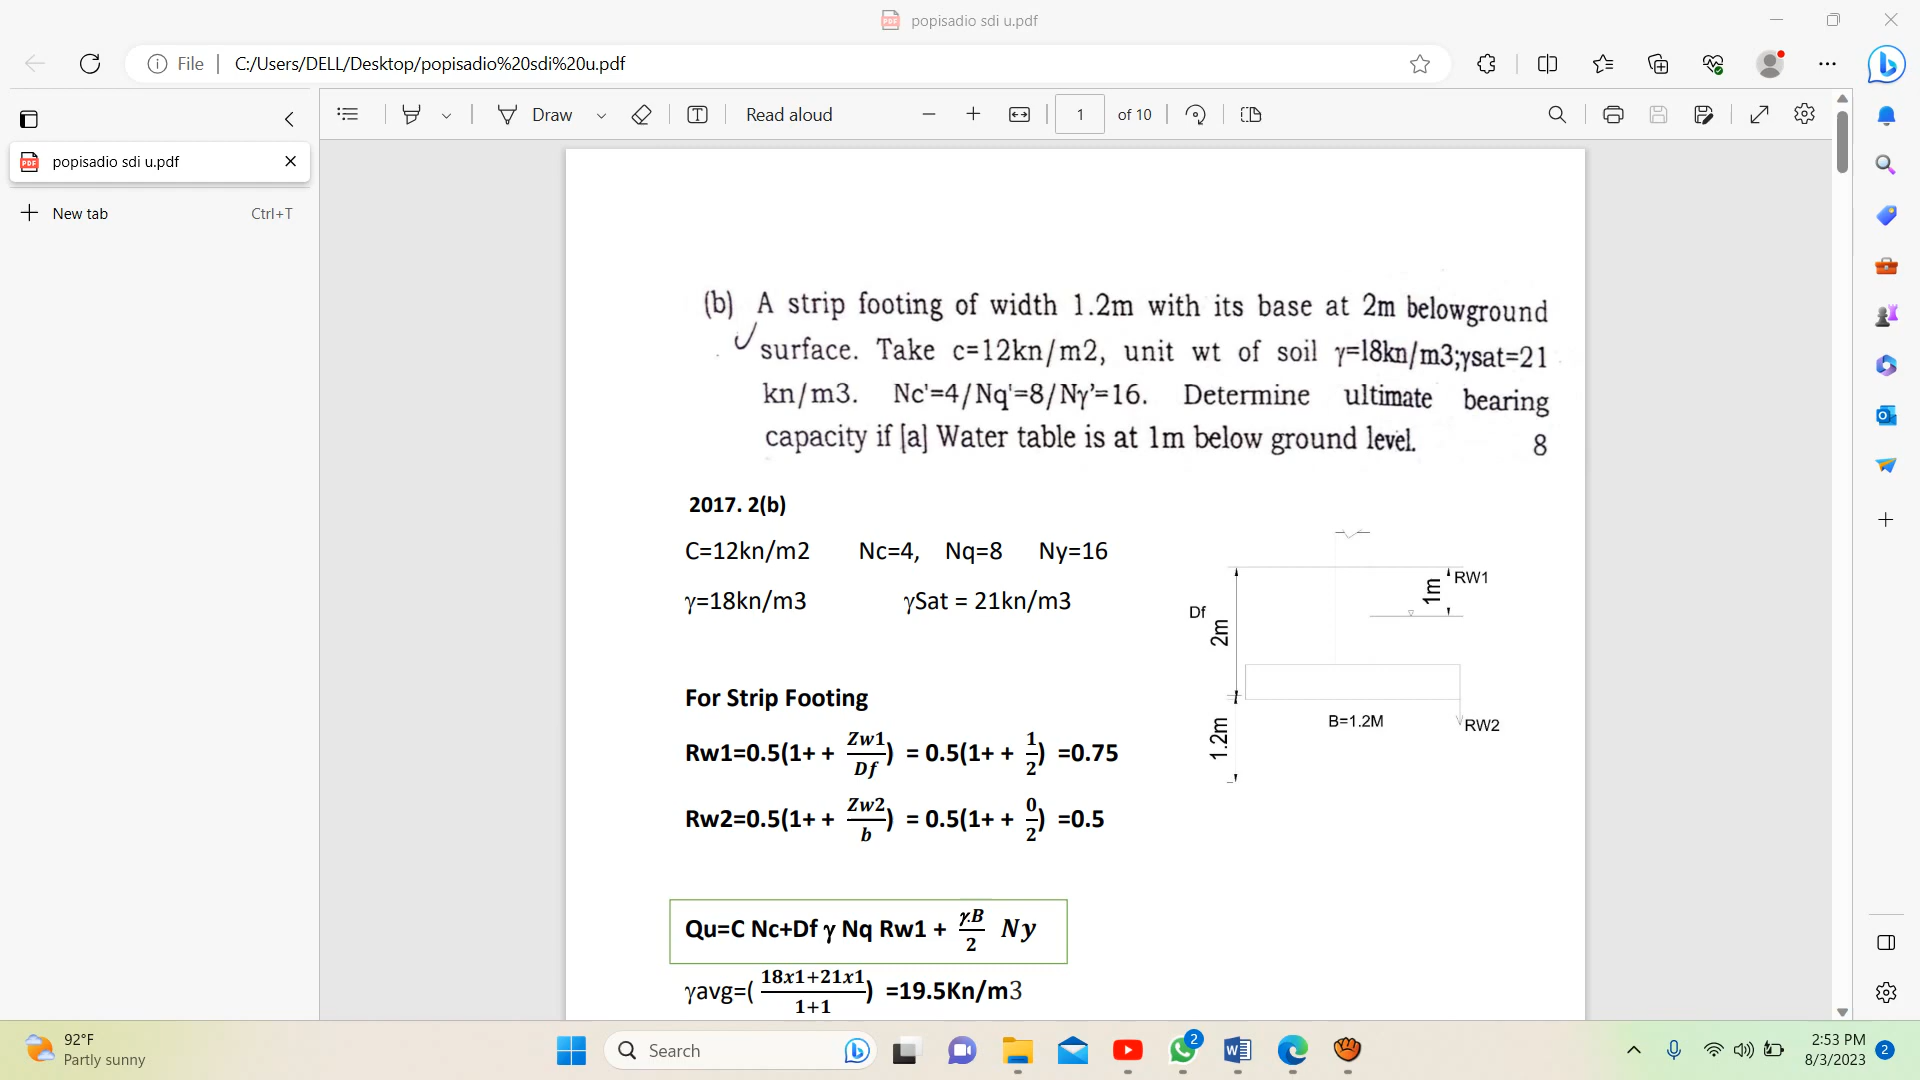 popisadio sdi u.pdf
File
C:/Users/DELL/Desktop/popisadio%20sdi%20u.pdf
popisadio sdi u.pdf
New tab Ctrl+T
Draw
Read aloud
1 of 10
(b) A strip footing of width 1.2m with its base at 2m belowground
surface. Take c=12kn/m2, unit wt of soil γ=18kn/m3;γsat=21
kn/m3. Nc'=4/Nq'=8/Nγ'=16. Determine ultimate bearing
capacity if [a] Water table is at 1m below ground level. 8
2017. 2(b)
C=12kn/m2 Nc=4, Nq=8 Ny=16
γ=18kn/m3 γSat = 21kn/m3
For Strip Footing
Rw1=0.5(1+ + Zw1/Df) = 0.5(1+ + 1/2) =0.75
Rw2=0.5(1+ + Zw2/b) = 0.5(1+ + 0/2) =0.5
Qu=C Nc+Df γ Nq Rw1 + γ.B/2 Ny
γavg=( 18x1+21x1/1+1) =19.5Kn/m3
RW1
1m
Df
2m
B=1.2M
RW2
1.2m
92°F
Partly sunny
Search
2
2:53 PM
8/3/2023
2